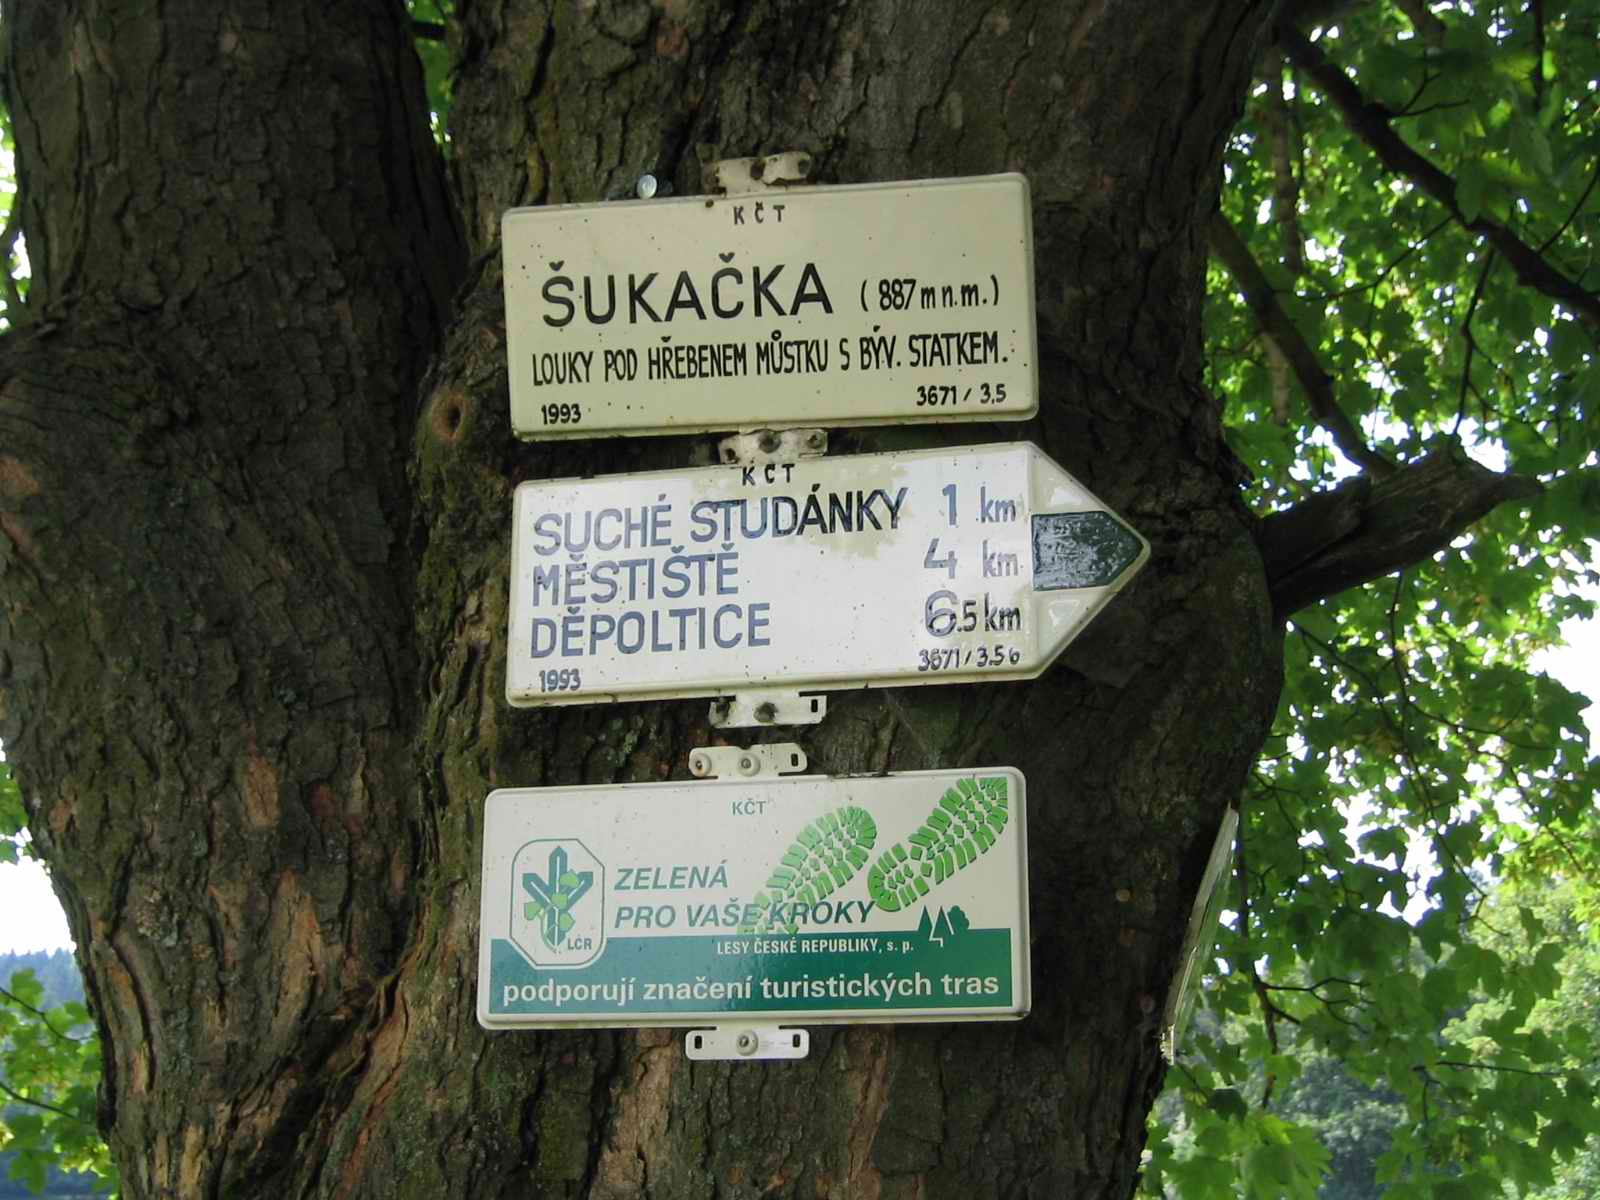 KČT
ŠUKAČKA (887 m n. m.)
LOUKY POD HŘEBENEM MŮSTKU S BÝV. STATKEM.
1993 3671 / 3.5
KČT
SUCHÉ STUDÁNKY 1 km
MĚSTIŠTĚ 4 km
DĚPOLTICE 6.5 km
1993 3671 / 3.5 6
KČT
ZELENÁ
PRO VAŠE KROKY
LČR
LESY ČESKÉ REPUBLIKY, s. p.
podporují značení turistických tras